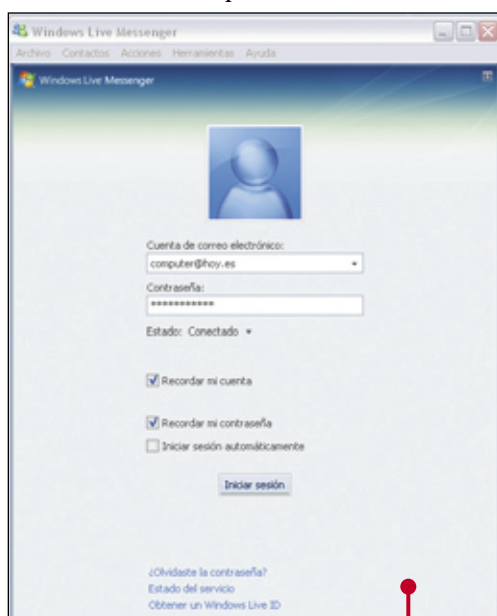 Windows Live Messenger
Archivo Contactos Acciones Herramientas Ayuda
Windows Live Messenger
Cuenta de correo electrónico:
computer@hoy.es
Contraseña:
***********
Estado: Conectado
Recordar mi cuenta
Recordar mi contraseña
Iniciar sesión automáticamente
Iniciar sesión
¿Olvidaste la contraseña?
Estado del servicio
Obtener un Windows Live ID